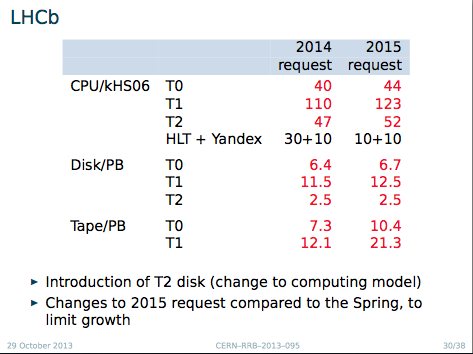 LHCb
2014 2015
request request
CPU/kHS06 T0 40 44
T1 110 123
T2 47 52
HLT + Yandex 30+10 10+10
Disk/PB T0 6.4 6.7
T1 11.5 12.5
T2 2.5 2.5
Tape/PB T0 7.3 10.4
T1 12.1 21.3
► Introduction of T2 disk (change to computing model)
► Changes to 2015 request compared to the Spring, to
limit growth
29 October 2013 CERN–RRB–2013–095 30/38